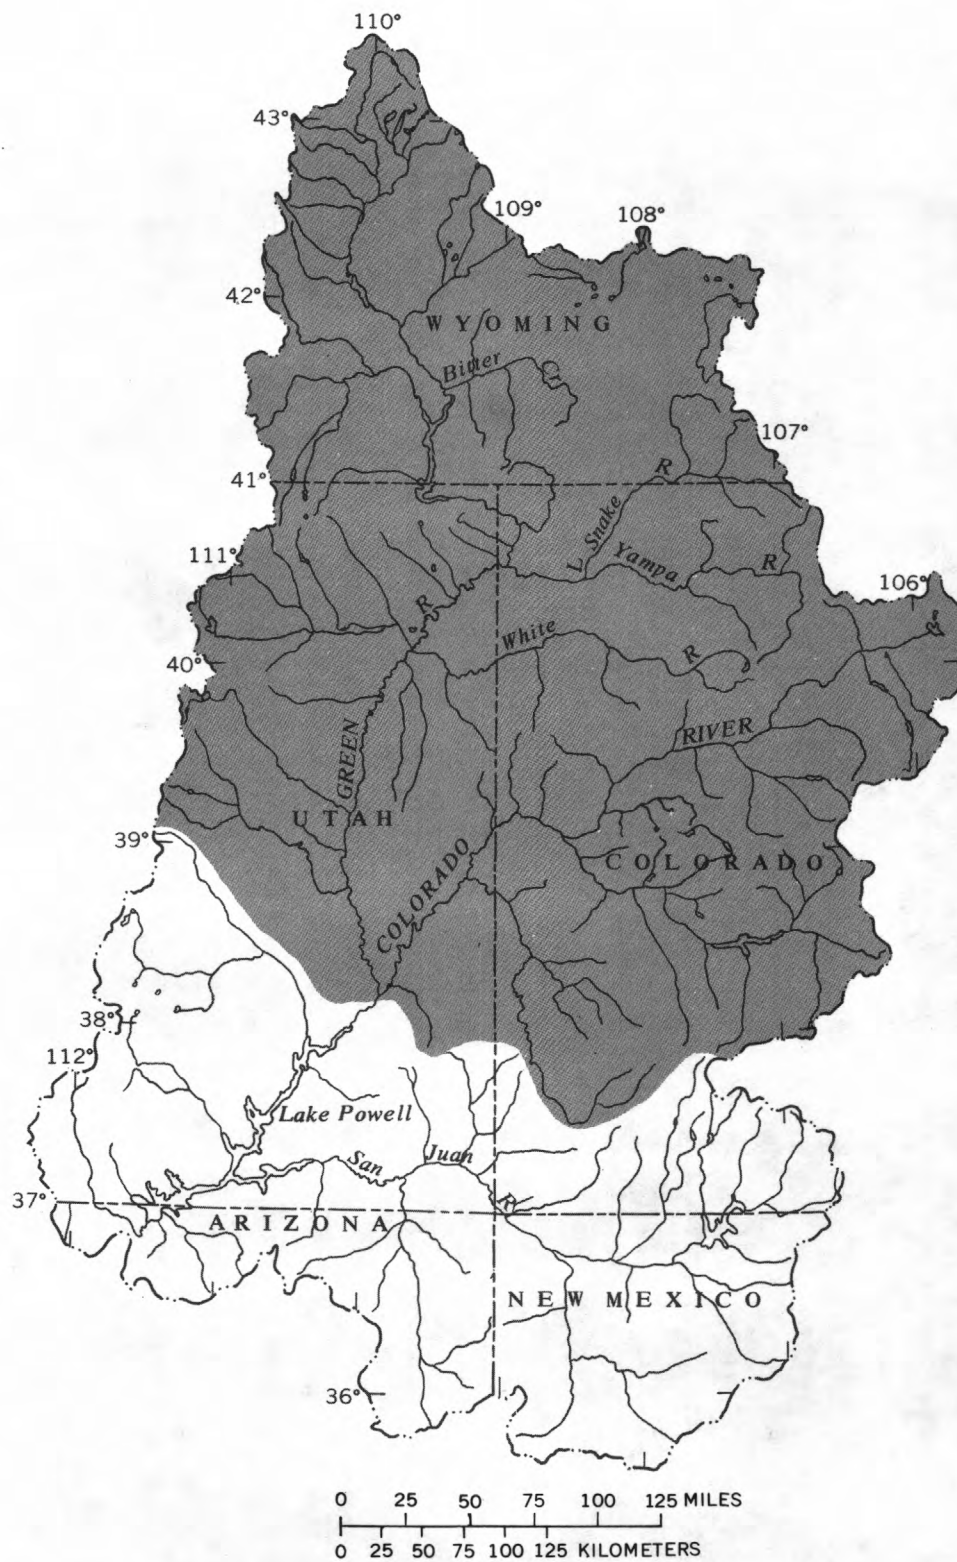 110°
43°
109°
108°
42°
WYOMING
Bitter
Cr
107°
41°
R
L Snake
Yampa
R
111°
106°
R
White
R
40°
RIVER
GREEN
UTAH
39°
COLORADO
COLORADO
38°
112°
Lake Powell
San
Juan
R
37°
ARIZONA
NEW MEXICO
36°
0 25 50 75 100 125 MILES
0 25 50 75 100 125 KILOMETERS